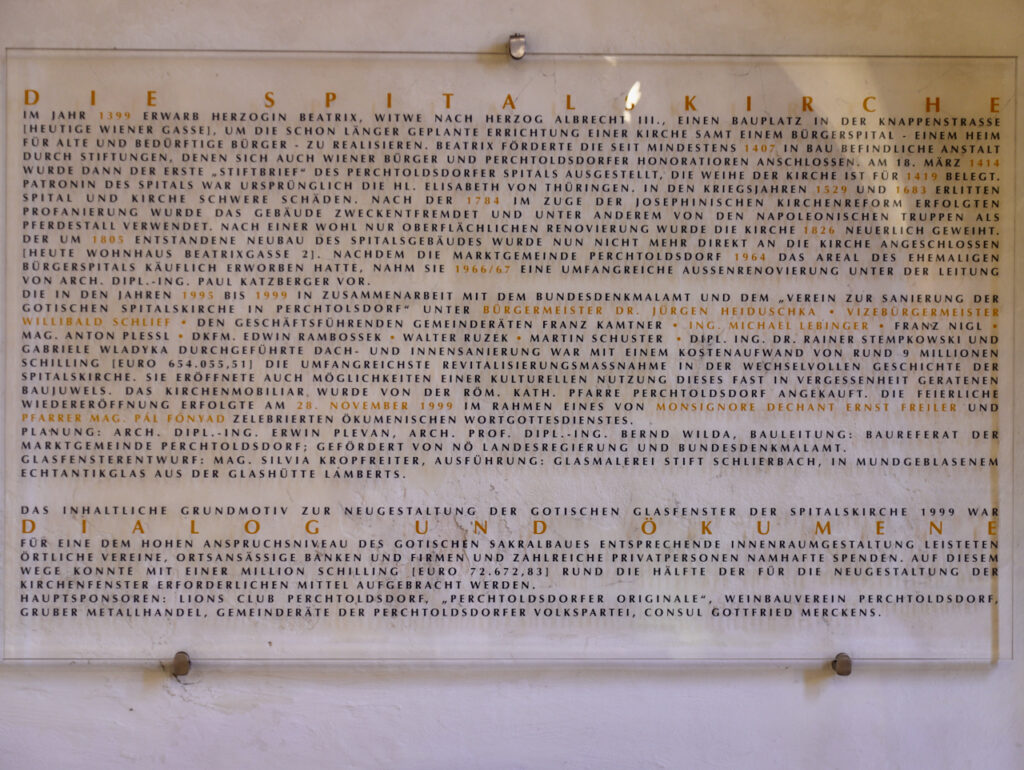 DIE SPITALSKIRCHE
IM JAHR 1399 ERWARB HERZOGIN BEATRIX, WITWE NACH HERZOG ALBRECHT III., EINEN BAUPLATZ IN DER KNAPPENSTRASSE
[HEUTIGE WIENER GASSE], UM DIE SCHON LÄNGER GEPLANTE ERRICHTUNG EINER KIRCHE SAMT EINEM BÜRGERSPITAL - EINEM HEIM
FÜR ALTE UND BEDÜRFTIGE BÜRGER - ZU REALISIEREN. BEATRIX FÖRDERTE DIE SEIT MINDESTENS 1407 IN BAU BEFINDLICHE ANSTALT
DURCH STIFTUNGEN, DENEN SICH AUCH WIENER BÜRGER UND PERCHTOLDSDORFER HONORATIOREN ANSCHLOSSEN. AM 18. MÄRZ 1414
WURDE DANN DER ERSTE „STIFTBRIEF" DES PERCHTOLDSDORFER SPITALS AUSGESTELLT, DIE WEIHE DER KIRCHE IST FÜR 1419 BELEGT.
PATRONIN DES SPITALS WAR URSPRÜNGLICH DIE HL. ELISABETH VON THÜRINGEN. IN DEN KRIEGSJAHREN 1529 UND 1683 ERLITTEN
SPITAL UND KIRCHE SCHWERE SCHÄDEN. NACH DER 1784 IM ZUGE DER JOSEPHINISCHEN KIRCHENREFORM ERFOLGTEN
PROFANIERUNG WURDE DAS GEBÄUDE ZWECKENTFREMDET UND UNTER ANDEREM VON DEN NAPOLEONISCHEN TRUPPEN ALS
PFERDESTALL VERWENDET. NACH EINER WOHL NUR OBERFLÄCHLICHEN RENOVIERUNG WURDE DIE KIRCHE 1826 NEUERLICH GEWEIHT.
DER UM 1805 ENTSTANDENE NEUBAU DES SPITALSGEBÄUDES WURDE NUN NICHT MEHR DIREKT AN DIE KIRCHE ANGESCHLOSSEN
[HEUTE WOHNHAUS BEATRIXGASSE 2]. NACHDEM DIE MARKTGEMEINDE PERCHTOLDSDORF 1964 DAS AREAL DES EHEMALIGEN
BÜRGERSPITALS KÄUFLICH ERWORBEN HATTE, NAHM SIE 1966/67 EINE UMFANGREICHE AUSSENRENOVIERUNG UNTER DER LEITUNG
VON ARCH. DIPL.-ING. PAUL KATZBERGER VOR.
DIE IN DEN JAHREN 1995 BIS 1999 IN ZUSAMMENARBEIT MIT DEM BUNDESDENKMALAMT UND DEM „VEREIN ZUR SANIERUNG DER
GOTISCHEN SPITALSKIRCHE IN PERCHTOLSDORF" UNTER BÜRGERMEISTER DR. JÜRGEN HEIDUSCHKA • VIZEBÜRGERMEISTER
WILLIBALD SCHLIEF • DEN GESCHÄFTSFÜHRENDEN GEMEINDERÄTEN FRANZ KAMTNER • ING. MICHAEL LEBINGER • FRANZ NIGL •
MAG. ANTON PLESSL • DKFM. EDWIN RAMBOSSEK • WALTER RUZEK • MARTIN SCHUSTER • DIPL. ING. DR. RAINER STEMPKOWSKI UND
GABRIELE WLADYKA DURCHGEFÜHRTE DACH- UND INNENSANIERUNG WAR MIT EINEM KOSTENAUFWAND VON RUND 9 MILLIONEN
SCHILLING [EURO 654.055,51] DIE UMFANGREICHSTE REVITALISIERUNGSMASSNAHME IN DER WECHSELVOLLEN GESCHICHTE DER
SPITALSKIRCHE. SIE ERÖFFNETE AUCH MÖGLICHKEITEN EINER KULTURELLEN NUTZUNG DIESES FAST IN VERGESSENHEIT GERATENEN
BAUJUWELS. DAS KIRCHENMOBILIAR WURDE VON DER RÖM. KATH. PFARRE PERCHTOLDSDORF ANGEKAUFT. DIE FEIERLICHE
WIEDERERÖFFNUNG ERFOLGTE AM 28. NOVEMBER 1999 IM RAHMEN EINES VON MONSIGNORE DECHANT ERNST FREILER UND
PFARRER MAG. PÁL FÓNYAD ZELEBRIERTEN ÖKUMENISCHEN WORTGOTTESDIENSTES.
PLANUNG: ARCH. DIPL.-ING. ERWIN PLEVAN, ARCH. PROF. DIPL.-ING. BERND WILDA, BAULEITUNG: BAUREFERAT DER
MARKTGEMEINDE PERCHTOLDSDORF; GEFÖRDERT VON NÖ LANDESREGIERUNG UND BUNDESDENKMALAMT.
GLASFENSTERENTWURF: MAG. SILVIA KROPFREITER, AUSFÜHRUNG: GLASMALEREI STIFT SCHLIERBACH, IN MUNDGEBLASENEM
ECHTANTIKGLAS AUS DER GLASHÜTTE LAMBERTS.
DAS INHALTLICHE GRUNDMOTIV ZUR NEUGESTALTUNG DER GOTISCHEN GLASFENSTER DER SPITALSKIRCHE 1999 WAR
DIALOG UND ÖKUMENE
FÜR EINE DEM HOHEN ANSPRUCHSNIVEAU DES GOTISCHEN SAKRALBAUES ENTSPRECHENDE INNENRAUMGESTALTUNG LEISTETEN
ÖRTLICHE VEREINE, ORTSANSÄSSIGE BANKEN UND FIRMEN UND ZAHLREICHE PRIVATPERSONEN NAMHAFTE SPENDEN. AUF DIESEM
WEGE KONNTE MIT EINER MILLION SCHILLING [EURO 72.672,83] RUND DIE HÄLFTE DER FÜR DIE NEUGESTALTUNG DER
KIRCHENFENSTER ERFORDERLICHEN MITTEL AUFGEBRACHT WERDEN.
HAUPTSPONSOREN: LIONS CLUB PERCHTOLDSDORF, „PERCHTOLDSDORFER ORIGINALE", WEINBAUVEREIN PERCHTOLDSDORF,
GRUBER METALLHANDEL, GEMEINDERÄTE DER PERCHTOLDSDORFER VOLKSPARTEI, CONSUL GOTTFRIED MERCKENS.